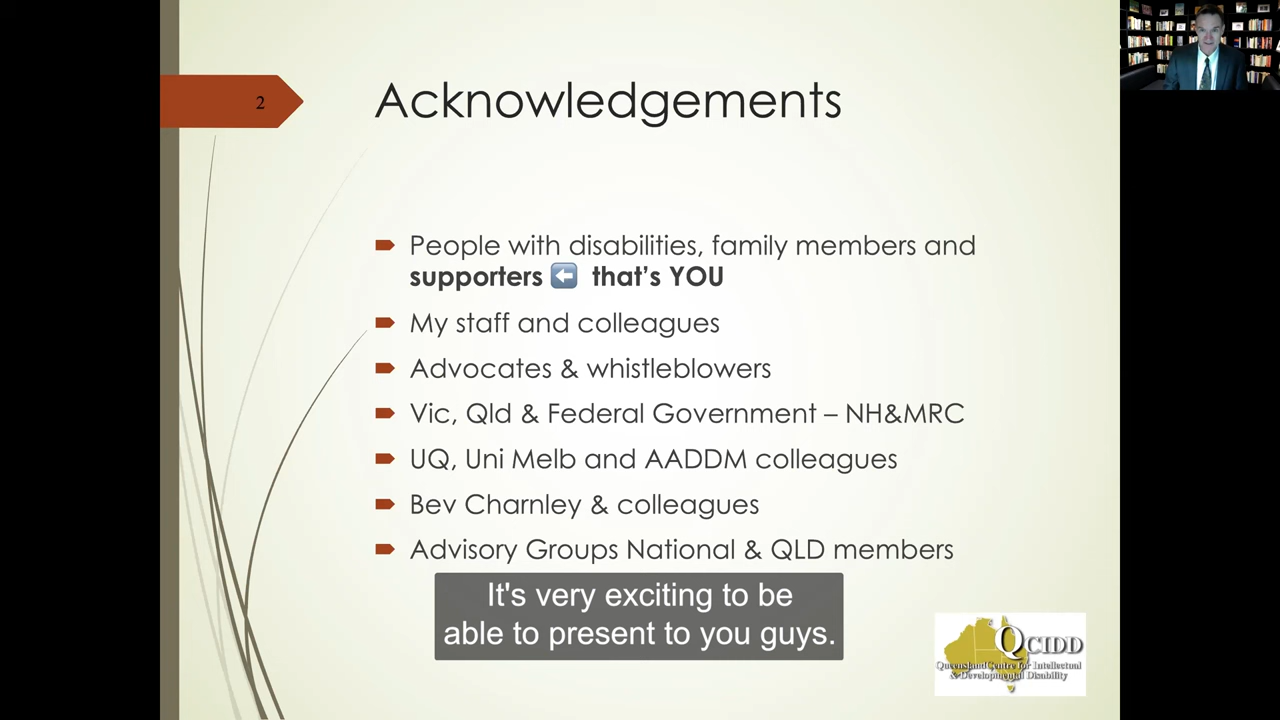 2
Acknowledgements
People with disabilities, family members and
supporters ⬅️ that's YOU
My staff and colleagues
Advocates & whistleblowers
Vic, Qld & Federal Government – NH&MRC
UQ, Uni Melb and AADDM colleagues
Bev Charnley & colleagues
Advisory Groups National & QLD members
It's very exciting to be
able to present to you guys.
QCIDD
Queensland Centre for Intellectual
& Developmental Disability